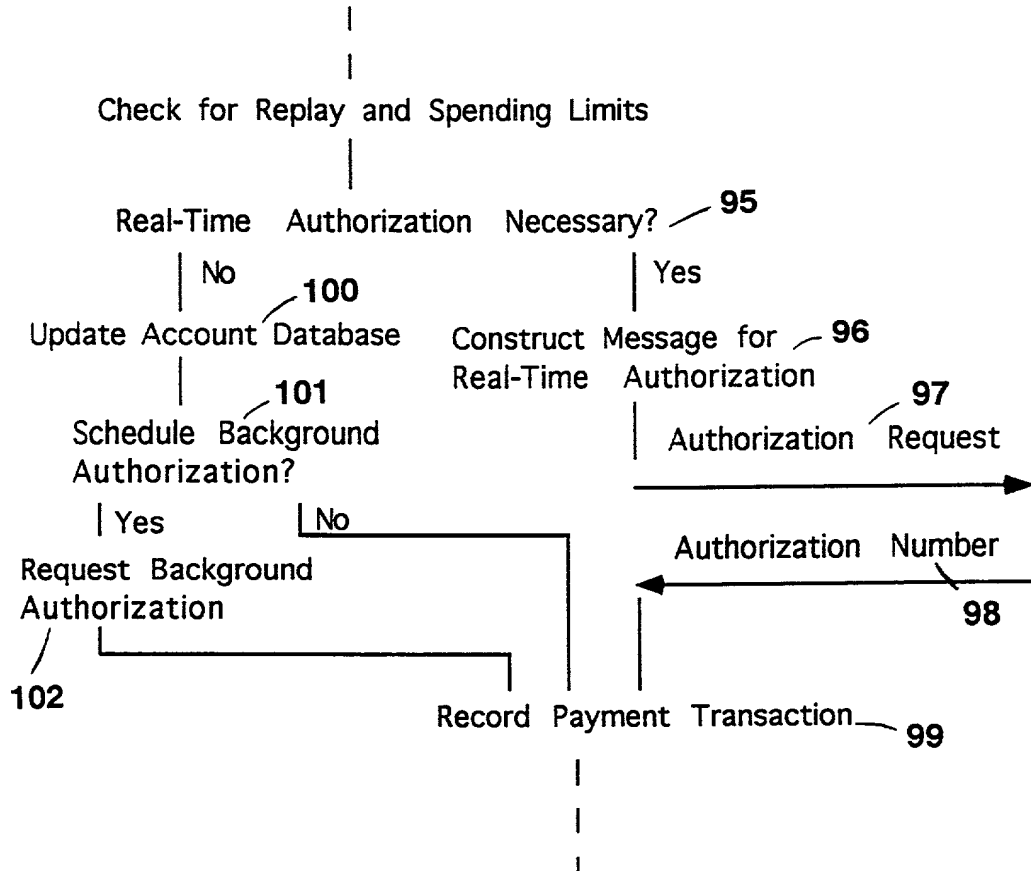 Check for Replay and Spending Limits
Real-Time Authorization Necessary?
95
No
Yes
100
Update Account Database
Construct Message for
Real-Time Authorization
96
101
Schedule Background
Authorization?
97
Authorization Request
Yes
No
Authorization Number
98
Request Background
Authorization
102
Record Payment Transaction
99